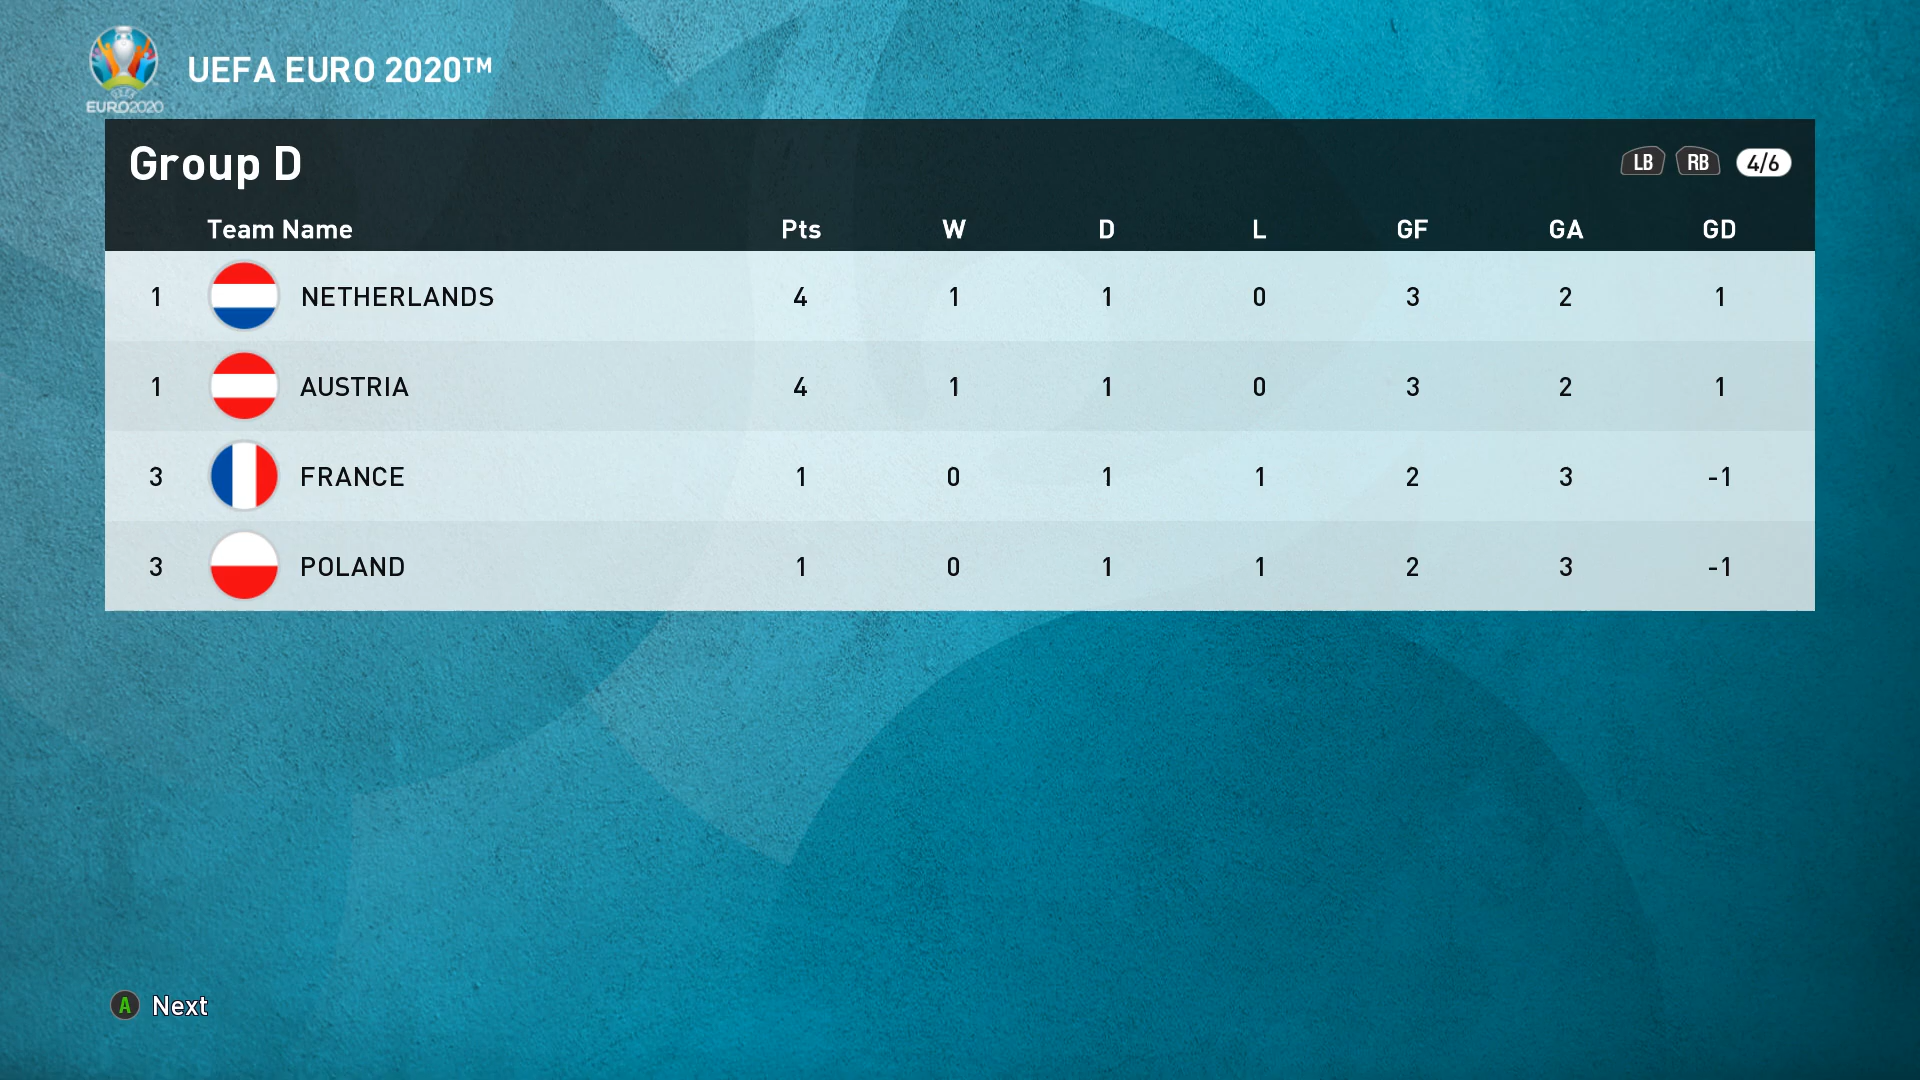 UEFA EURO 2020™
UEFA
EURO2020
Group D
LB RB 4/6
Team Name Pts W D L GF GA GD
1 NETHERLANDS 4 1 1 0 3 2 1
1 AUSTRIA 4 1 1 0 3 2 1
3 FRANCE 1 0 1 1 2 3 -1
3 POLAND 1 0 1 1 2 3 -1
A Next